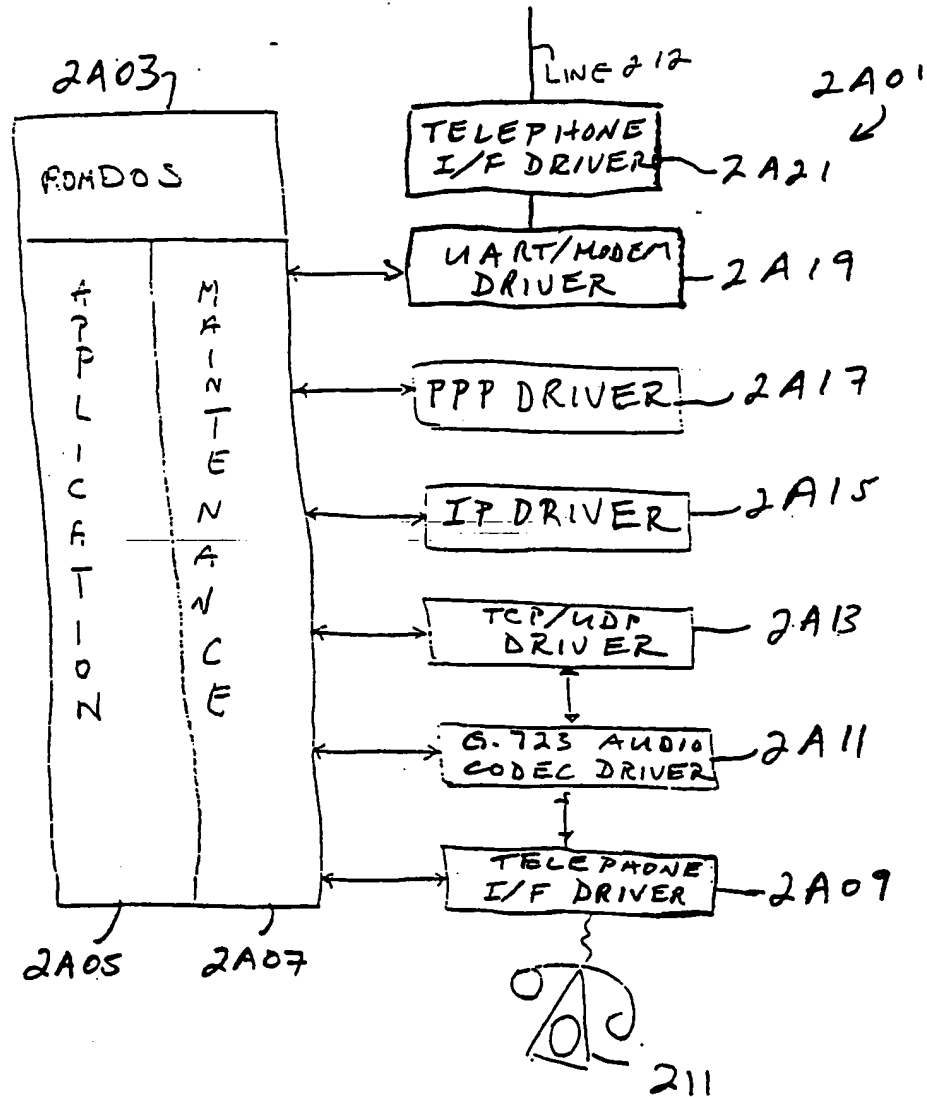 LINE 212
2A03
2A01
TELEPHONE
I/F DRIVER
2A21
ROMDOS
UART/MODEM
DRIVER
2A19
APPLICATION
MAINTENANCE
PPP DRIVER
2A17
IP DRIVER
2A15
TCP/UDP
DRIVER
2A13
G.723 AUDIO
CODEC DRIVER
2A11
TELEPHONE
I/F DRIVER
2A09
2A05
2A07
211